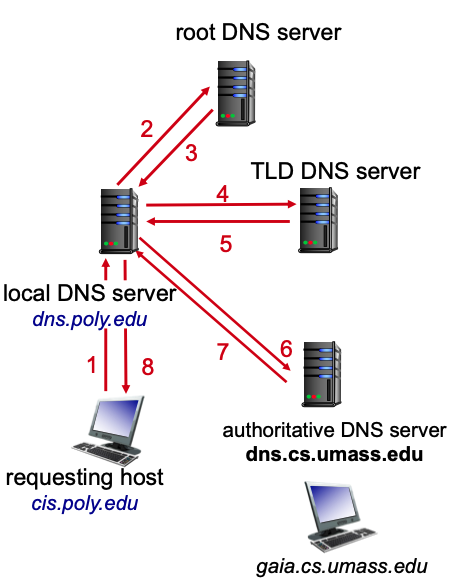 root DNS server
2
3
TLD DNS server
4
5
local DNS server
dns.poly.edu
1
8
7
6
authoritative DNS server
dns.cs.umass.edu
requesting host
cis.poly.edu
gaia.cs.umass.edu